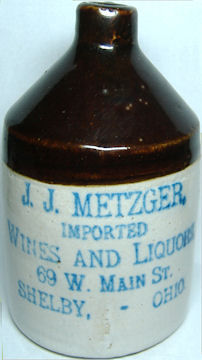 J. J. METZGER,
IMPORTED
WINES AND LIQUORS
69 W. MAIN ST.
SHELBY, - OHIO.